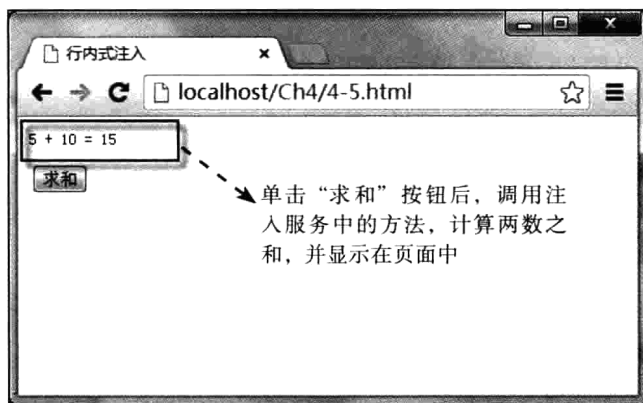 行内式注入
localhost/Ch4/4-5.html
5 + 10 = 15
求和
单击“求和”按钮后，调用注
入服务中的方法，计算两数之
和，并显示在页面中